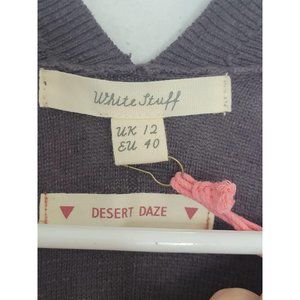 White Stuff
UK 12
EU 40
DESERT DAZE